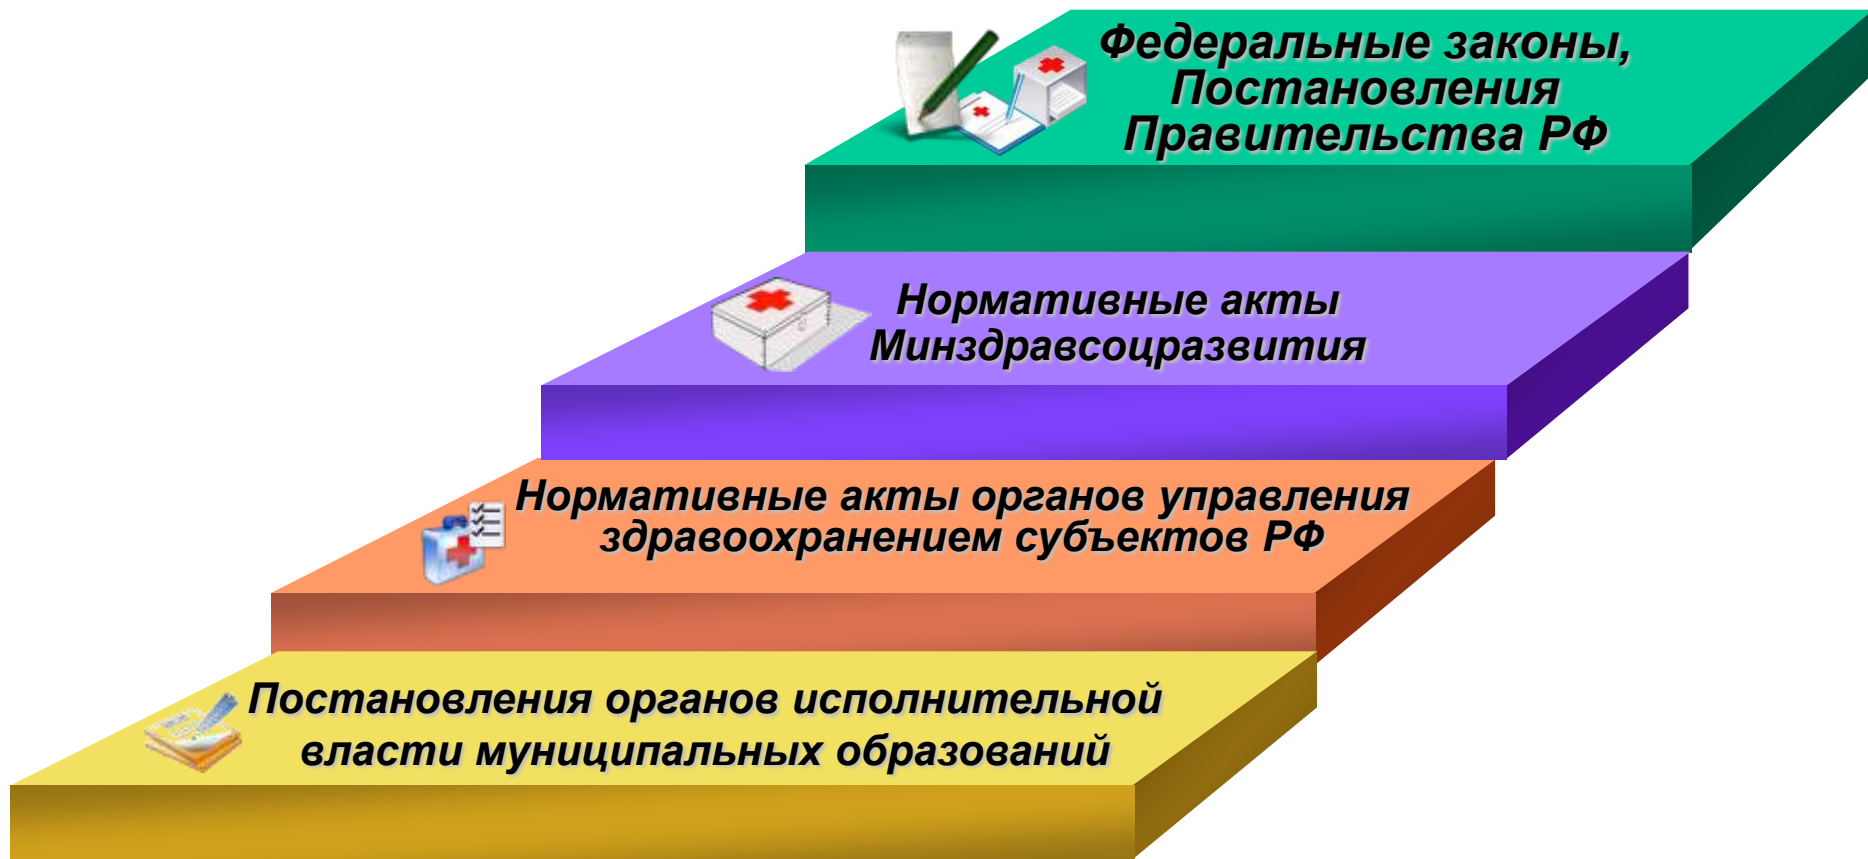 Федеральные законы,
Постановления
Правительства РФ
Нормативные акты
Минздравсоцразвития
Нормативные акты органов управления
здравоохранением субъектов РФ
Постановления органов исполнительной
власти муниципальных образований